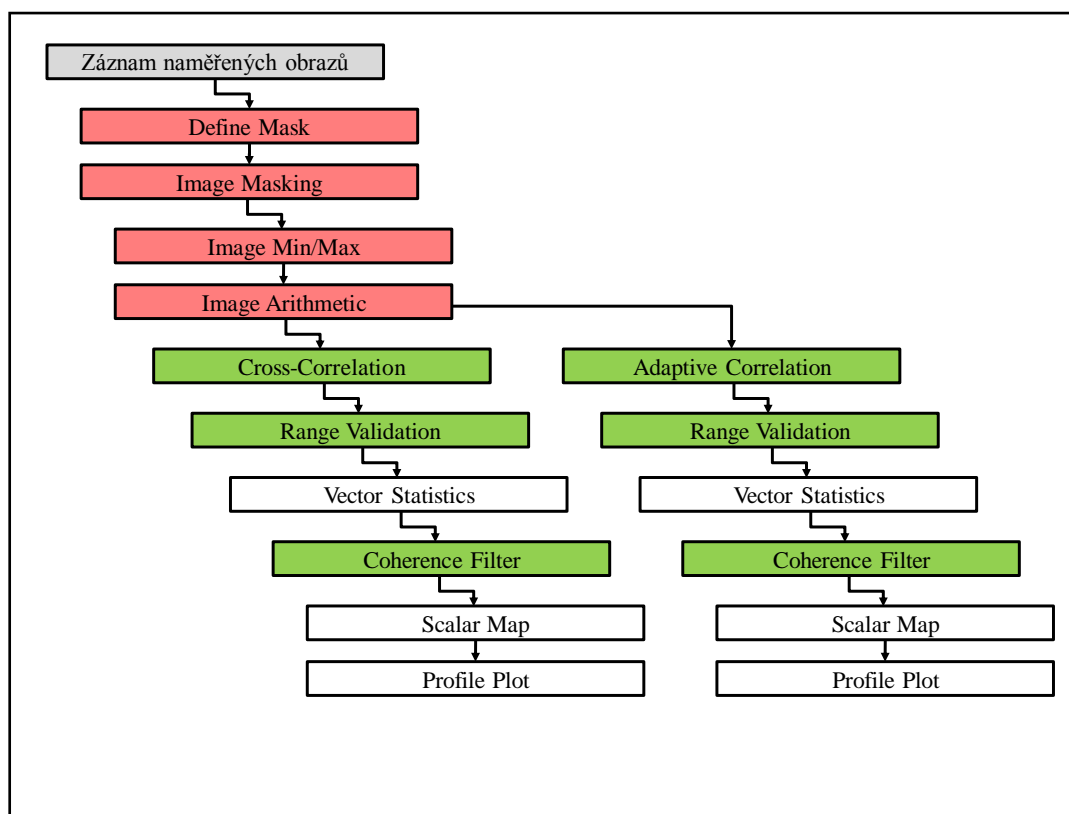 Záznam naměřených obrazů
Define Mask
Image Masking
Image Min/Max
Image Arithmetic
Cross-Correlation
Adaptive Correlation
Range Validation
Range Validation
Vector Statistics
Vector Statistics
Coherence Filter
Coherence Filter
Scalar Map
Scalar Map
Profile Plot
Profile Plot